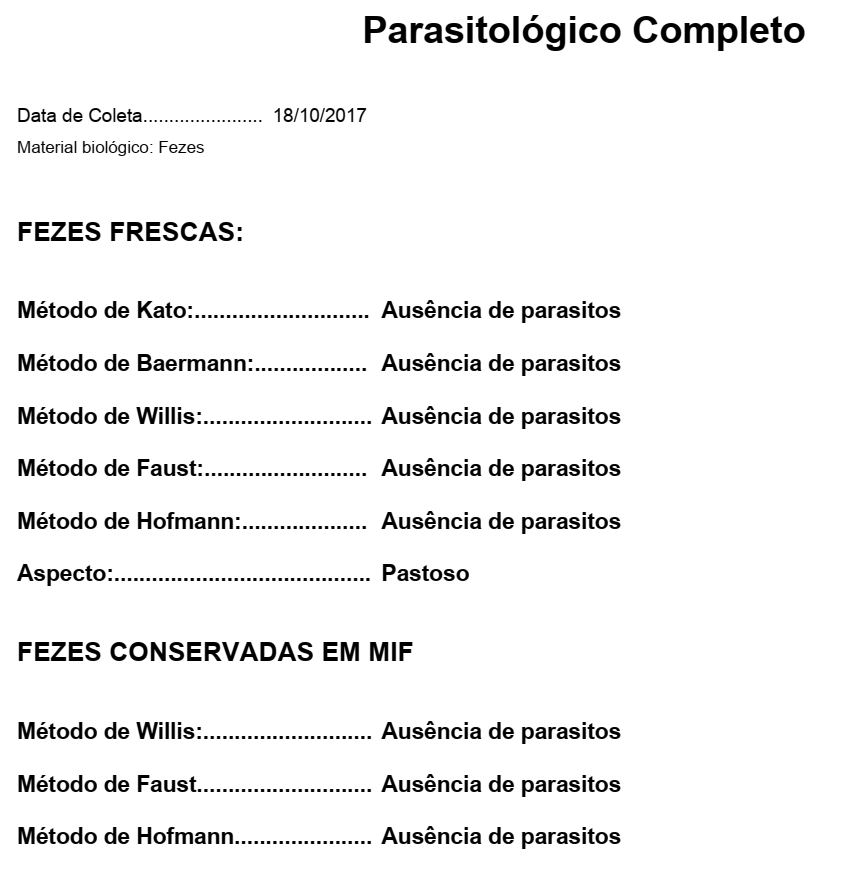 Parasitológico Completo
Data de Coleta....................... 18/10/2017
Material biológico: Fezes
FEZES FRESCAS:
Método de Kato:............................ Ausência de parasitos
Método de Baermann:.................. Ausência de parasitos
Método de Willis:........................... Ausência de parasitos
Método de Faust:.......................... Ausência de parasitos
Método de Hofmann:.................... Ausência de parasitos
Aspecto:......................................... Pastoso
FEZES CONSERVADAS EM MIF
Método de Willis:........................... Ausência de parasitos
Método de Faust............................ Ausência de parasitos
Método de Hofmann...................... Ausência de parasitos